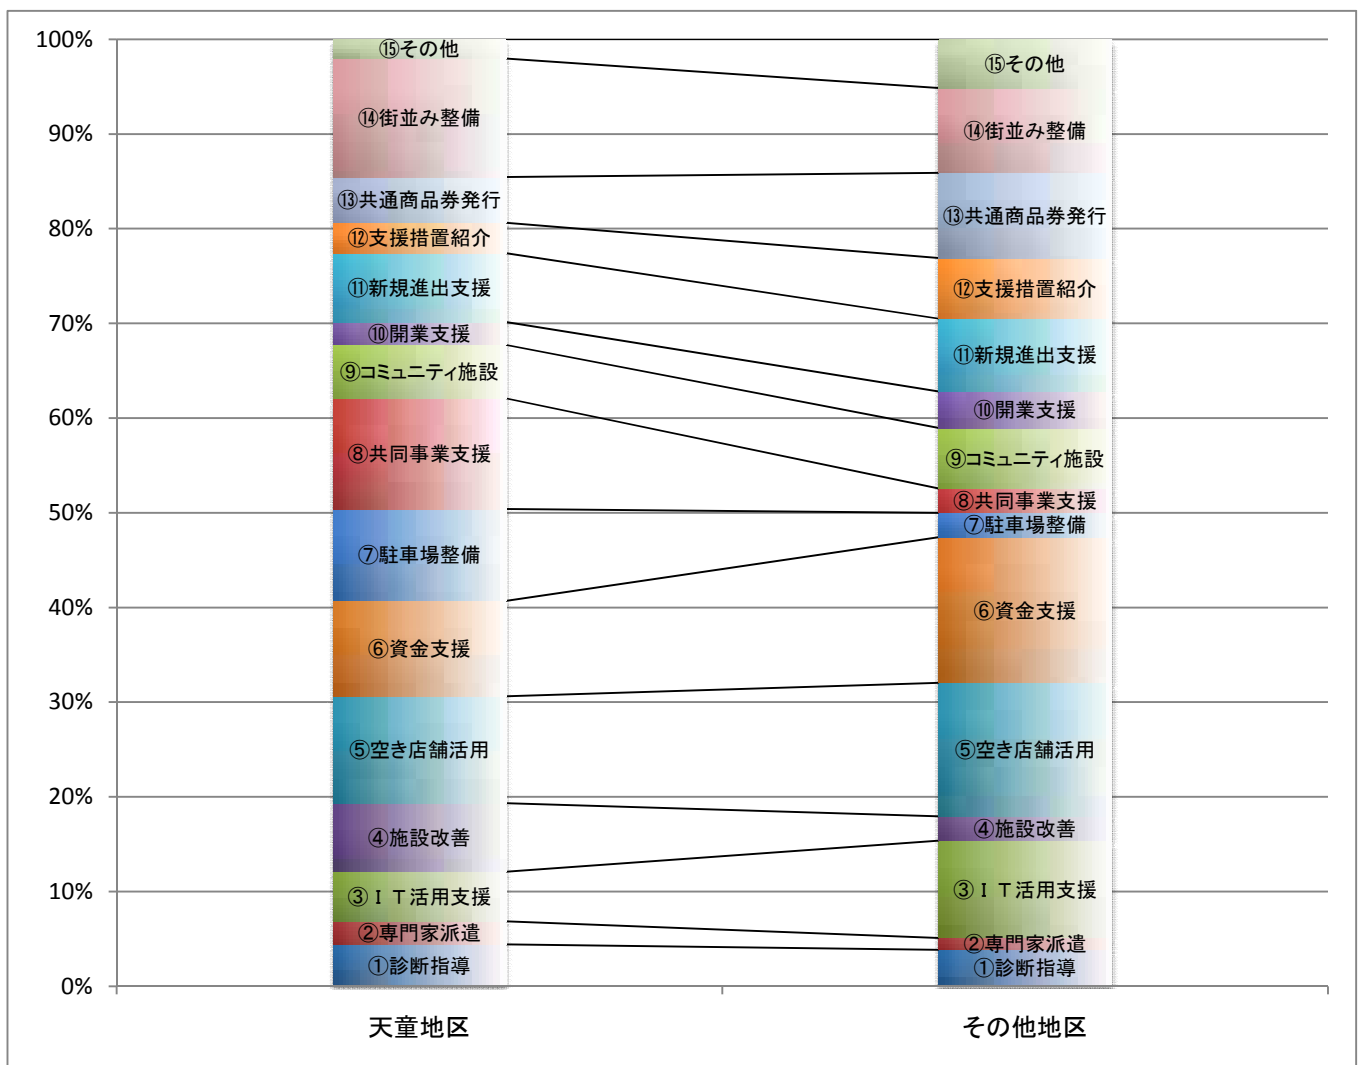 100%
90%
80%
70%
60%
50%
40%
30%
20%
10%
0%
⑮その他
⑭街並み整備
⑬共通商品券発行
⑫支援措置紹介
⑪新規進出支援
⑩開業支援
⑨コミュニティ施設
⑧共同事業支援
⑦駐車場整備
⑥資金支援
⑤空き店舗活用
④施設改善
③ＩＴ活用支援
②専門家派遣
①診断指導
⑮その他
⑭街並み整備
⑬共通商品券発行
⑫支援措置紹介
⑪新規進出支援
⑩開業支援
⑨コミュニティ施設
⑧共同事業支援
⑦駐車場整備
⑥資金支援
⑤空き店舗活用
④施設改善
③ＩＴ活用支援
②専門家派遣
①診断指導
天童地区
その他地区